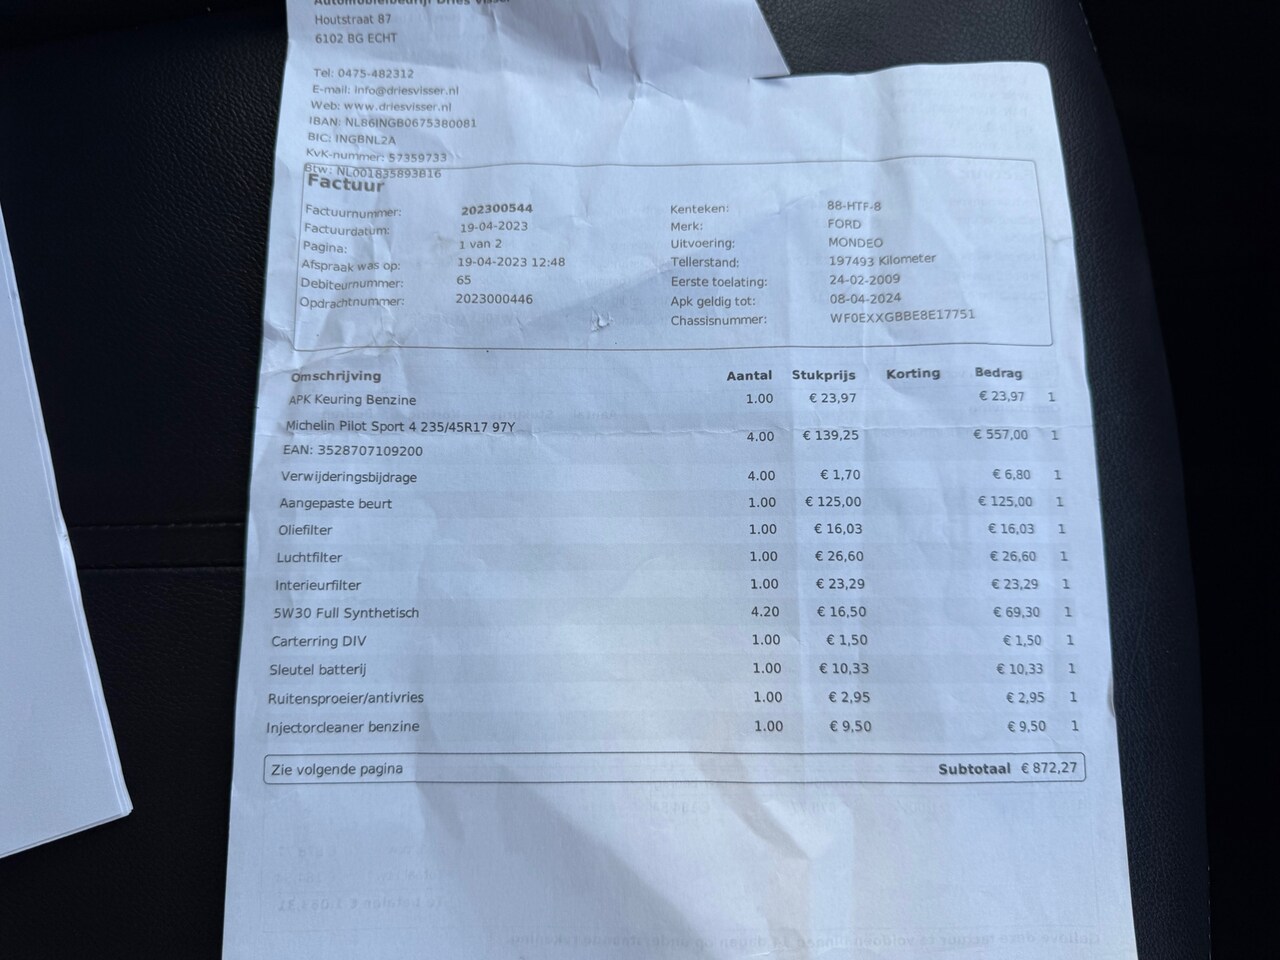 Automobielbedrijf Dries Visser
Houtstraat 87
6102 BG ECHT
Tel: 0475-482312
E-mail: info@driesvisser.nl
Web: www.driesvisser.nl
IBAN: NL86INGB0675380081
BIC: INGBNL2A
KvK-nummer: 57359733
Btw: NL001835893B16
Factuur
Factuurnummer: 202300544 Kenteken: 88-HTF-8
Factuurdatum: 19-04-2023 Merk: FORD
Pagina: 1 van 2 Uitvoering: MONDEO
Afspraak was op: 19-04-2023 12:48 Tellerstand: 197493 Kilometer
Debiteurnummer: 65 Eerste toelating: 24-02-2009
Opdrachtnummer: 2023000446 Apk geldig tot: 08-04-2024
Chassisnummer: WF0EXXGBBE8E17751
Omschrijving Aantal Stukprijs Korting Bedrag
APK Keuring Benzine 1.00 € 23,97 € 23,97 1
Michelin Pilot Sport 4 235/45R17 97Y
4.00 € 139,25 € 557,00 1
EAN: 3528707109200
Verwijderingsbijdrage 4.00 € 1,70 € 6,80 1
Aangepaste beurt 1.00 € 125,00 € 125,00 1
Oliefilter 1.00 € 16,03 € 16,03 1
Luchtfilter 1.00 € 26,60 € 26,60 1
Interieurfilter 1.00 € 23,29 € 23,29 1
5W30 Full Synthetisch 4.20 € 16,50 € 69,30 1
Carterring DIV 1.00 € 1,50 € 1,50 1
Sleutel batterij 1.00 € 10,33 € 10,33 1
Ruitensproeier/antivries 1.00 € 2,95 € 2,95 1
Injectorcleaner benzine 1.00 € 9,50 € 9,50 1
Zie volgende pagina Subtotaal € 872,27